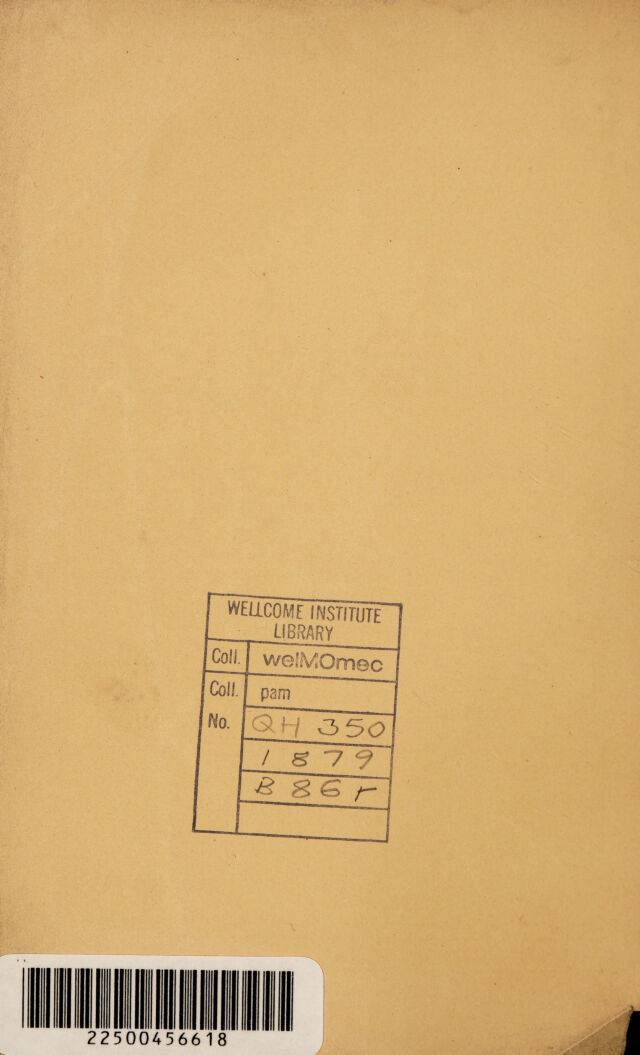 WELLCOME INSTITUTE
LIBRARY
Coll. welMOmec
Coll. pam
No. QH 350
1879
B86r
22500456618